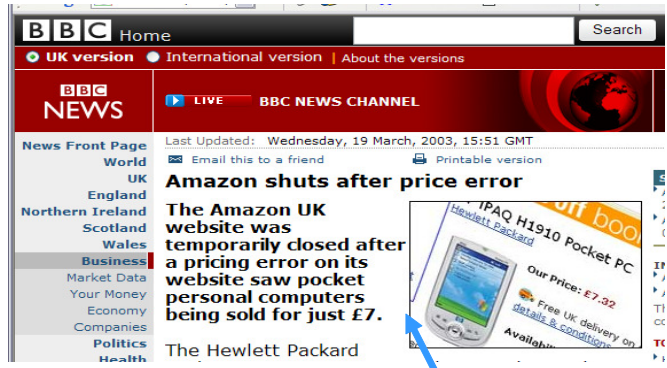 BBC Home
Search
UK version International version | About the versions
BBC
NEWS
LIVE BBC NEWS CHANNEL
News Front Page
World
UK
England
Northern Ireland
Scotland
Wales
Business
Market Data
Your Money
Economy
Companies
Politics
Health
Last Updated: Wednesday, 19 March, 2003, 15:51 GMT
Email this to a friend
Printable version
Amazon shuts after price error
The Amazon UK
website was
temporarily closed after
a pricing error on its
website saw pocket
personal computers
being sold for just £7.
The Hewlett Packard
iPAQ H1910 Pocket PC
Hewlett Packard
Our Price: £7.32
Free UK delivery on
details & conditions